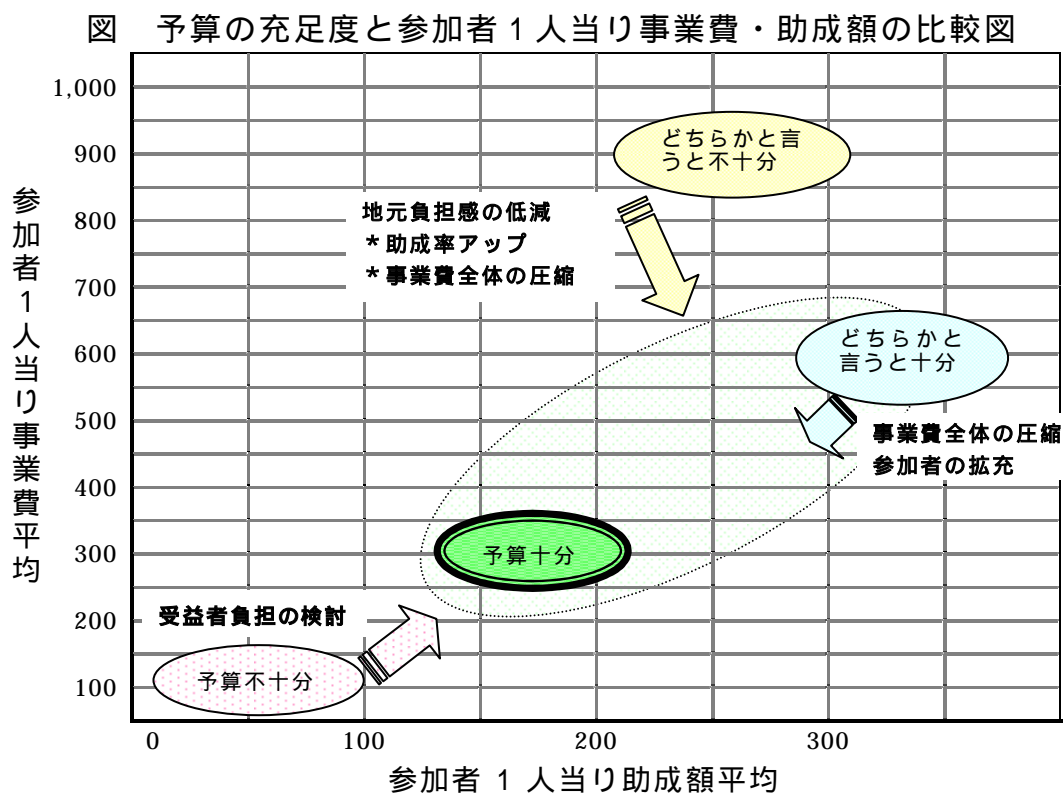 図　予算の充足度と参加者1人当り事業費・助成額の比較図
1,000
900
800
700
600
500
400
300
200
100
参加者1人当り事業費平均
どちらかと言
うと不十分
地元負担感の低減
*助成率アップ
*事業費全体の圧縮
どちらかと
言うと十分
事業費全体の圧縮
参加者の拡充
予算十分
受益者負担の検討
予算不十分
0
100
200
300
参加者 1 人当り助成額平均